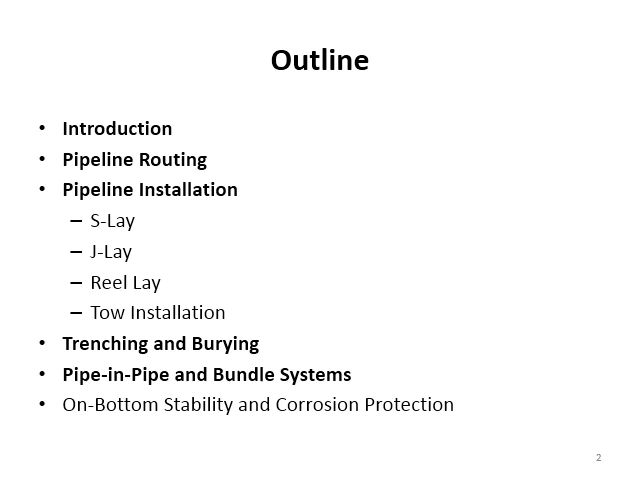 Outline
• Introduction
• Pipeline Routing
• Pipeline Installation
– S-Lay
– J-Lay
– Reel Lay
– Tow Installation
• Trenching and Burying
• Pipe-in-Pipe and Bundle Systems
• On-Bottom Stability and Corrosion Protection
2